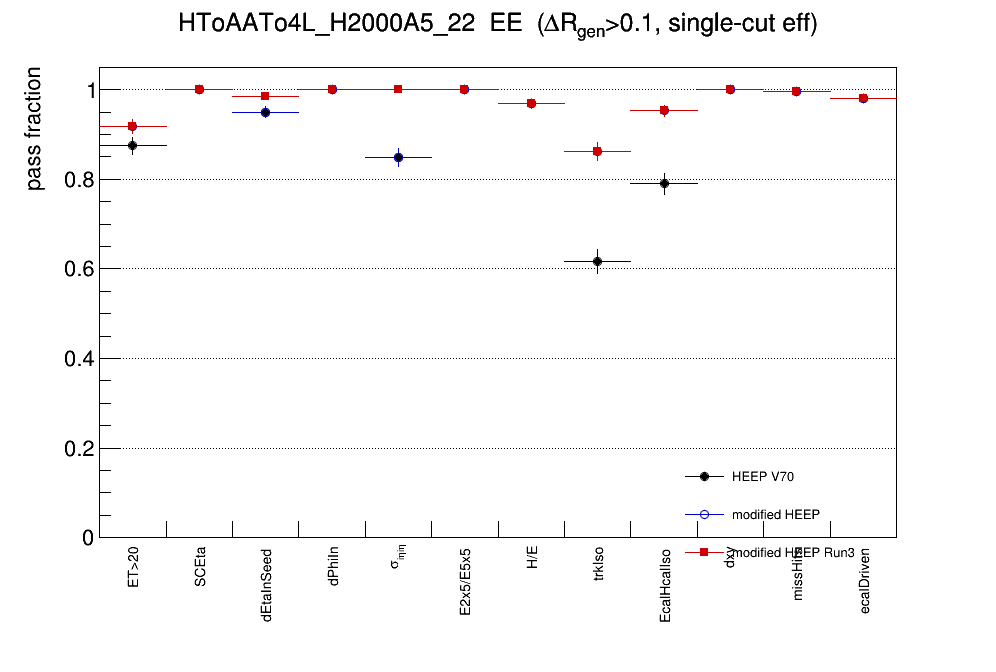 HToAATo4L_H2000A5_22 EE (ΔRgen>0.1, single-cut eff)
pass fraction
1
0.8
0.6
0.4
0.2
0
HEEP V70
modified HEEP
modified HEEP Run3
ET>20
SCEta
dEtaInSeed
dPhiIn
σiηiη
E2x5/E5x5
H/E
trkIso
EcalHcalIso
dxy
missHits
ecalDriven